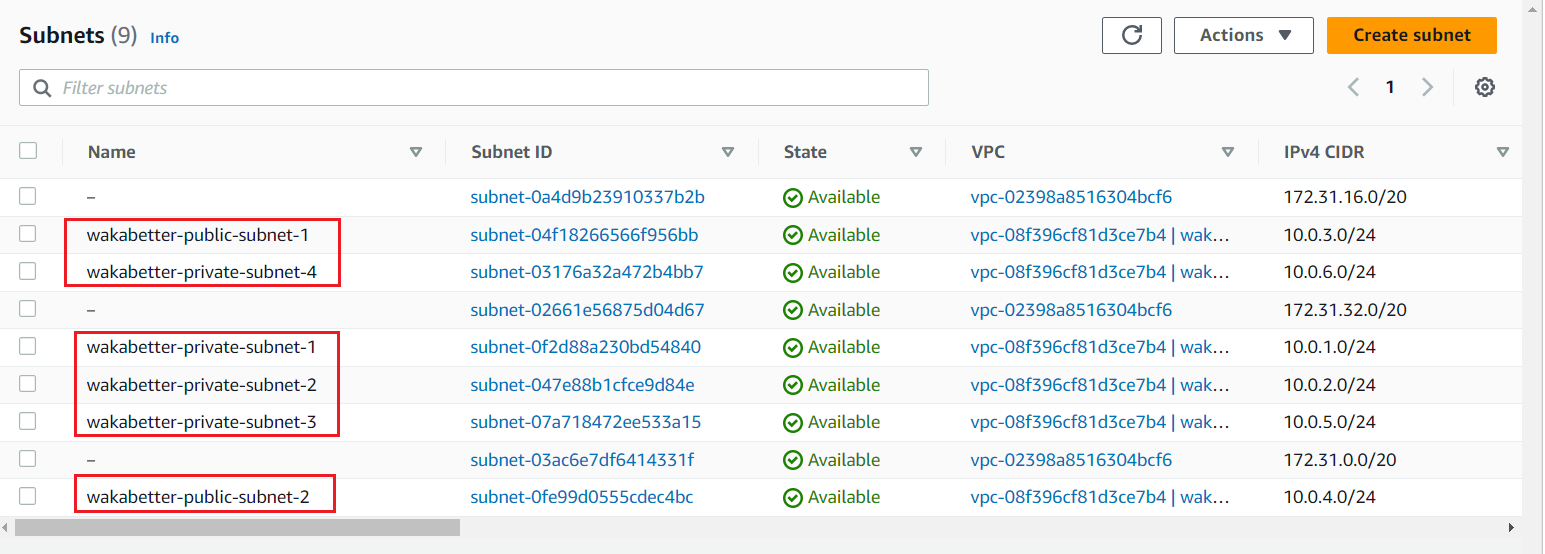 Subnets (9) Info
Actions
Create subnet
Filter subnets
1
Name Subnet ID State VPC IPv4 CIDR
– subnet-0a4d9b23910337b2b Available vpc-02398a8516304bcf6 172.31.16.0/20
wakabetter-public-subnet-1 subnet-04f18266566f956bb Available vpc-08f396cf81d3ce7b4 | wak… 10.0.3.0/24
wakabetter-private-subnet-4 subnet-03176a32a472b4bb7 Available vpc-08f396cf81d3ce7b4 | wak… 10.0.6.0/24
– subnet-02661e56875d04d67 Available vpc-02398a8516304bcf6 172.31.32.0/20
wakabetter-private-subnet-1 subnet-0f2d88a230bd54840 Available vpc-08f396cf81d3ce7b4 | wak… 10.0.1.0/24
wakabetter-private-subnet-2 subnet-047e88b1cfce9d84e Available vpc-08f396cf81d3ce7b4 | wak… 10.0.2.0/24
wakabetter-private-subnet-3 subnet-07a718472ee533a15 Available vpc-08f396cf81d3ce7b4 | wak… 10.0.5.0/24
– subnet-03ac6e7df6414331f Available vpc-02398a8516304bcf6 172.31.0.0/20
wakabetter-public-subnet-2 subnet-0fe99d0555cdec4bc Available vpc-08f396cf81d3ce7b4 | wak… 10.0.4.0/24